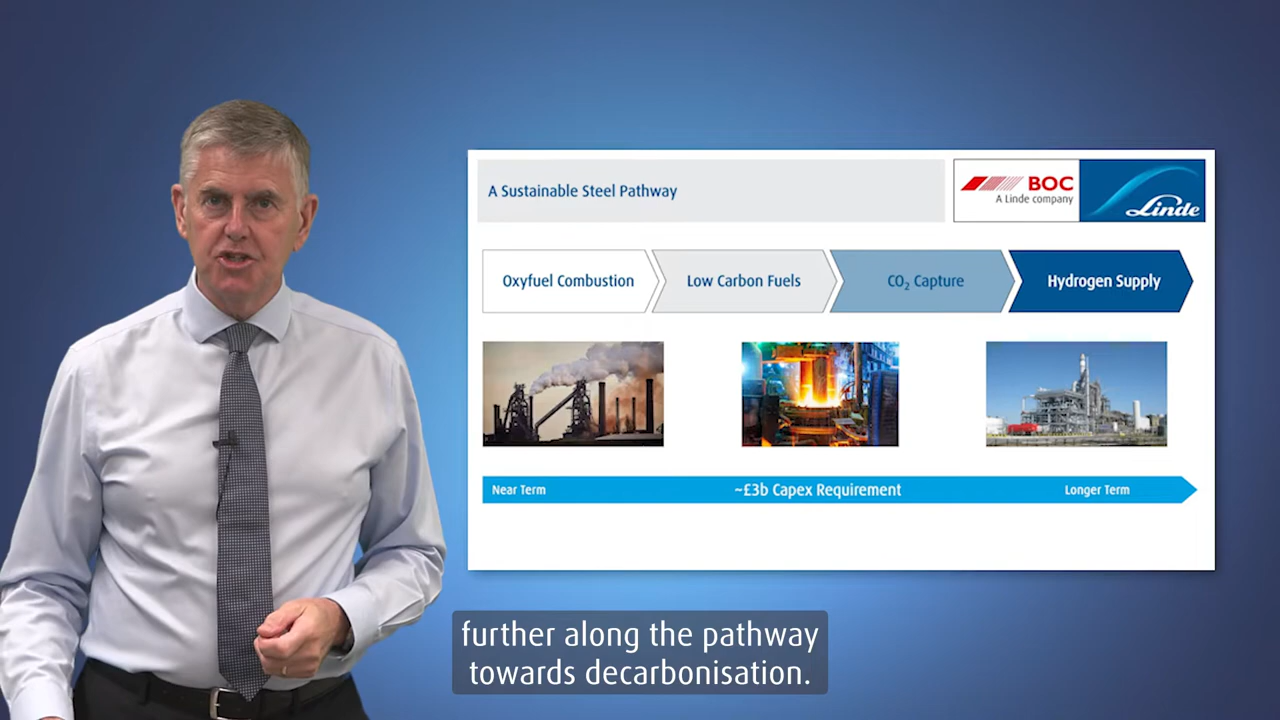 A Sustainable Steel Pathway
BOC
A Linde company
Linde
Oxyfuel Combustion
Low Carbon Fuels
CO₂ Capture
Hydrogen Supply
Near Term
~£3b Capex Requirement
Longer Term
further along the pathway
towards decarbonisation.